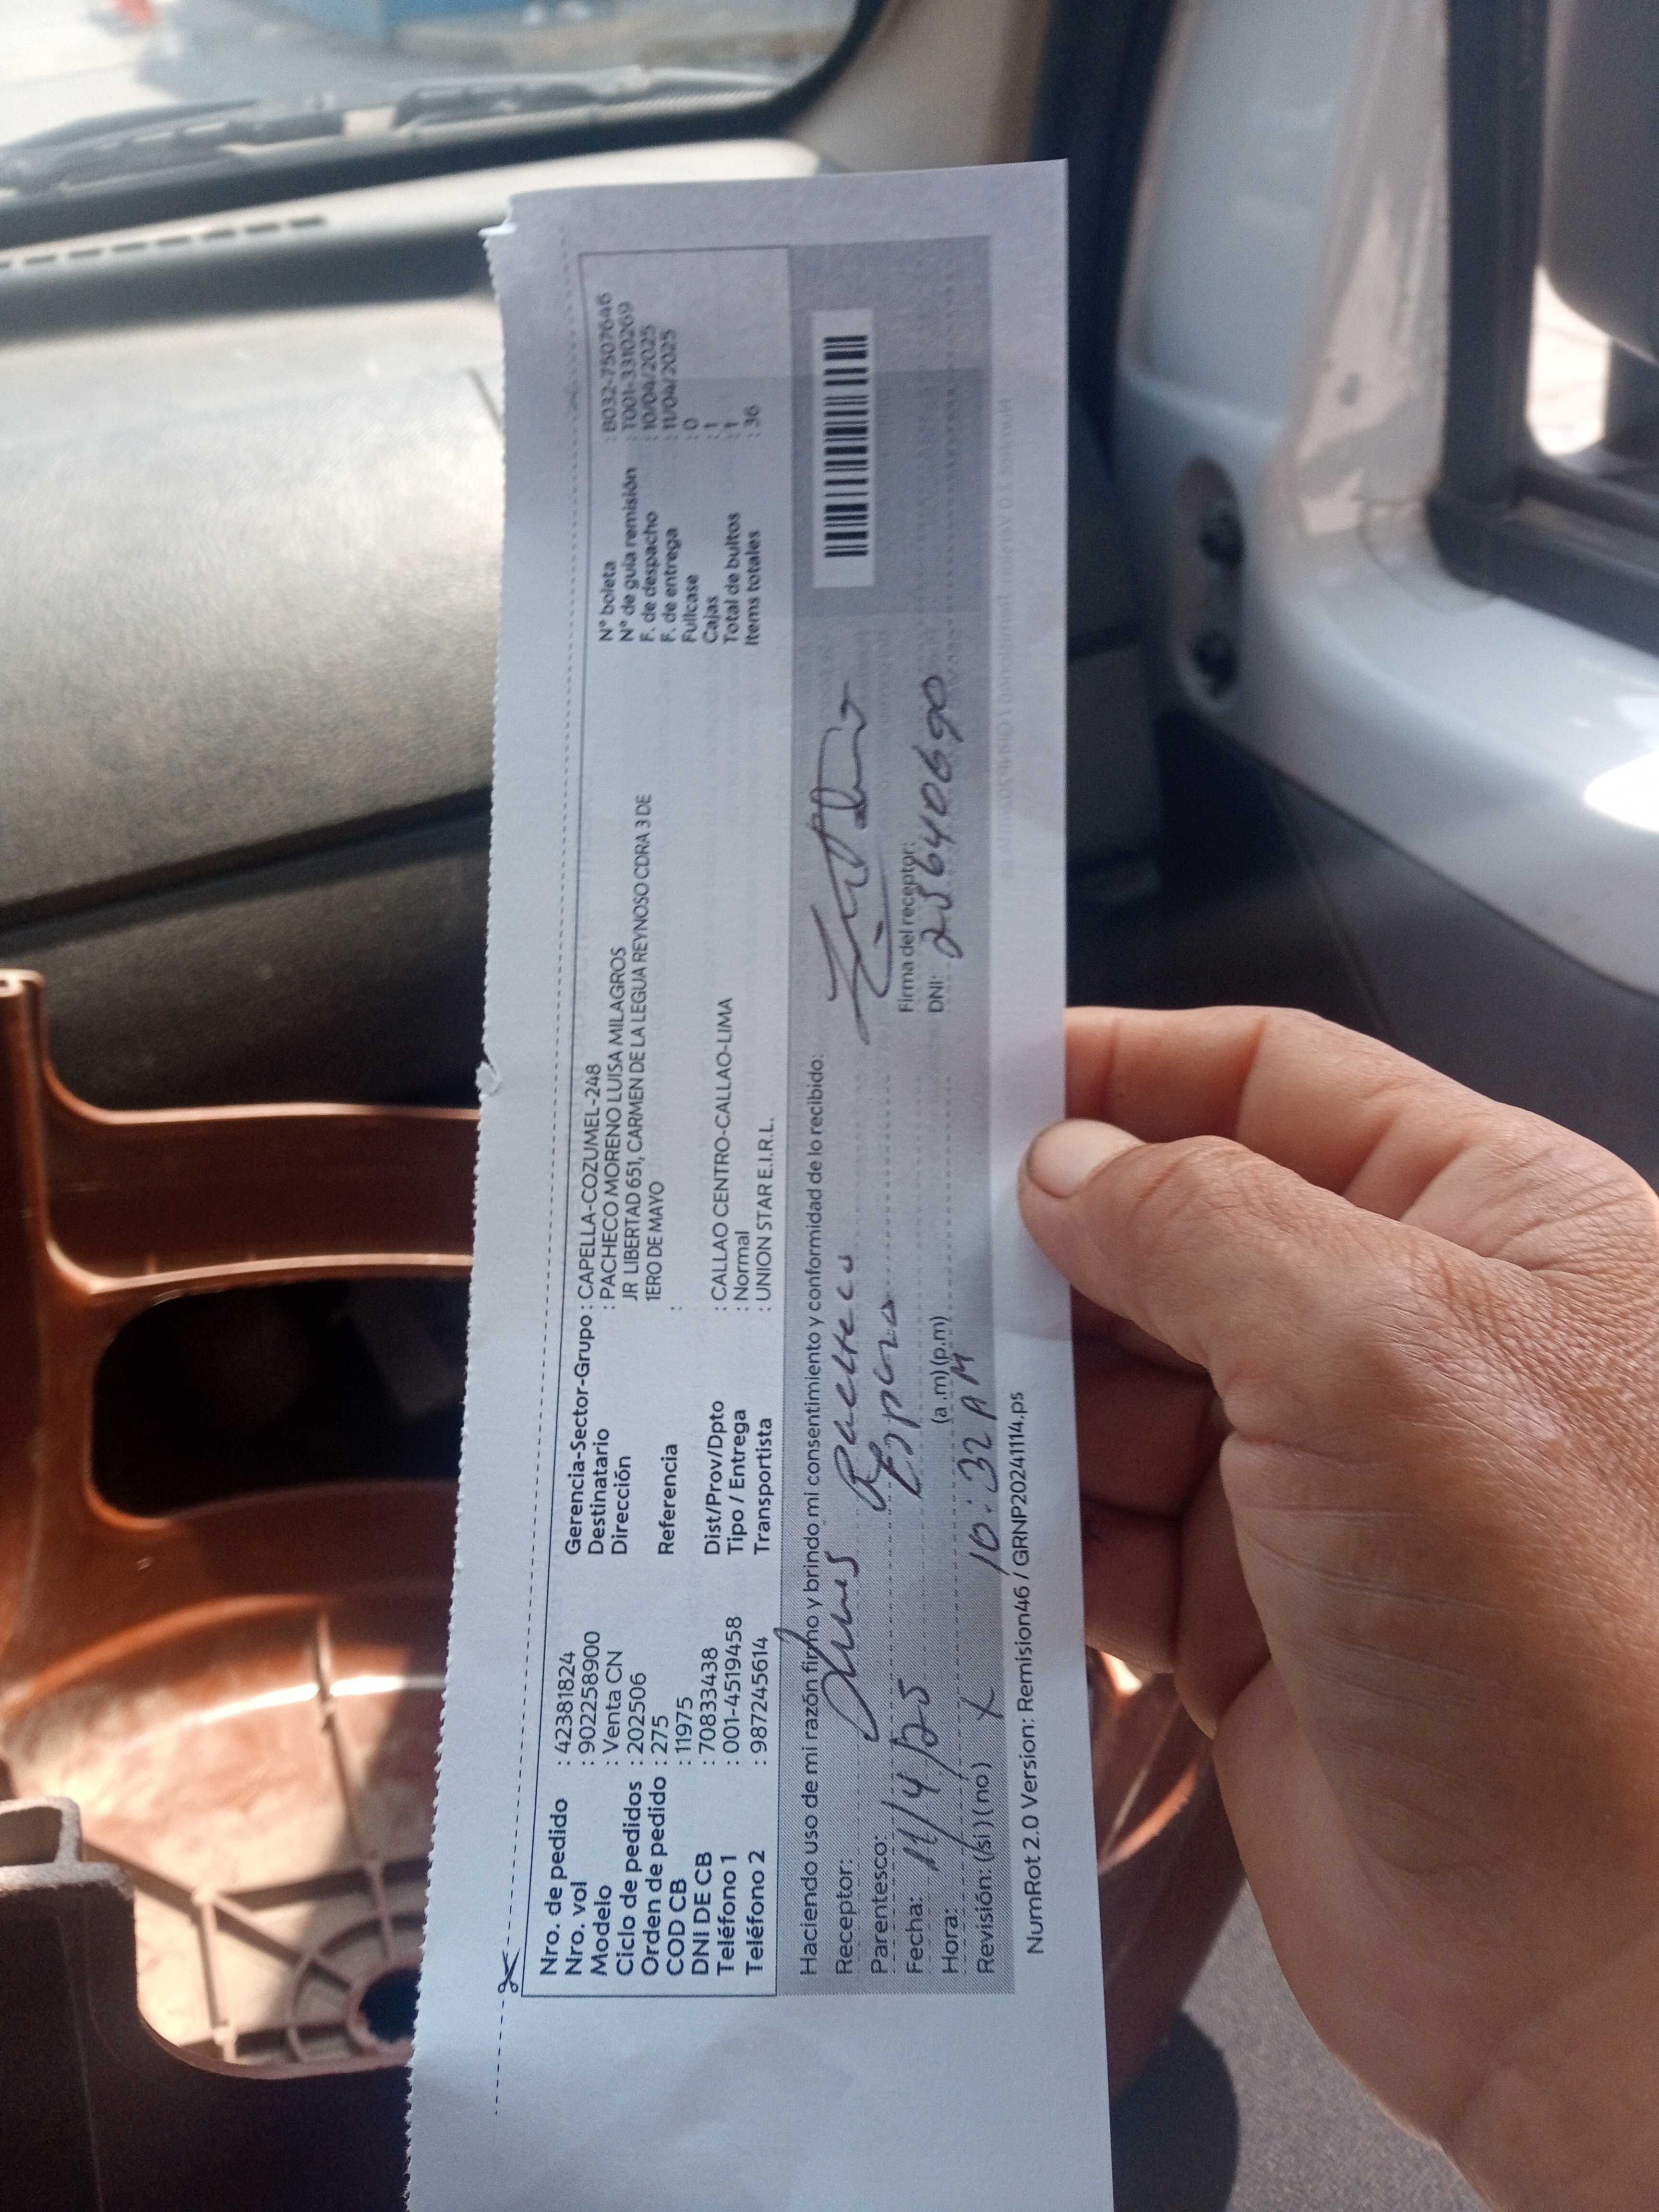 Nro. de pedido : 42381824
Nro. vol : 902258900
Modelo : Venta CN
Ciclo de pedidos : 202506
Orden de pedido : 275
COD CB : 11975
DNI DE CB : 70833438
Teléfono 1 : 001-4519458
Teléfono 2 : 987245614
Gerencia-Sector-Grupo : CAPELLA-COZUMEL-248
Destinatario : PACHECO MORENO LUISA MILAGROS
Dirección JR LIBERTAD 651, CARMEN DE LA LEGUA REYNOSO CDRA 3 DE
1ERO DE MAYO
Referencia :
Dist/Prov/Dpto : CALLAO CENTRO-CALLAO-LIMA
Tipo / Entrega : Normal
Transportista : UNION STAR E.I.R.L.
N° boleta : B032-7507646
N° de guía remisión : T001-3310269
F. de despacho : 10/04/2025
F. de entrega : 11/04/2025
Fullcase : 0
Cajas : 1
Total de bultos : 1
Items totales : 36
Haciendo uso de mi razón firmo y brindo mi consentimiento y conformidad de lo recibido:
Receptor: Pacheco
Parentesco: Esposo
Fecha: 11/4/25
Hora: 10:32 AM (a.m) (p.m)
Revisión: (si) (no) X
Firma del receptor:
DNI: 25640690
NumRot 2.0 Version: Remision46 / GRNP20241114.ps